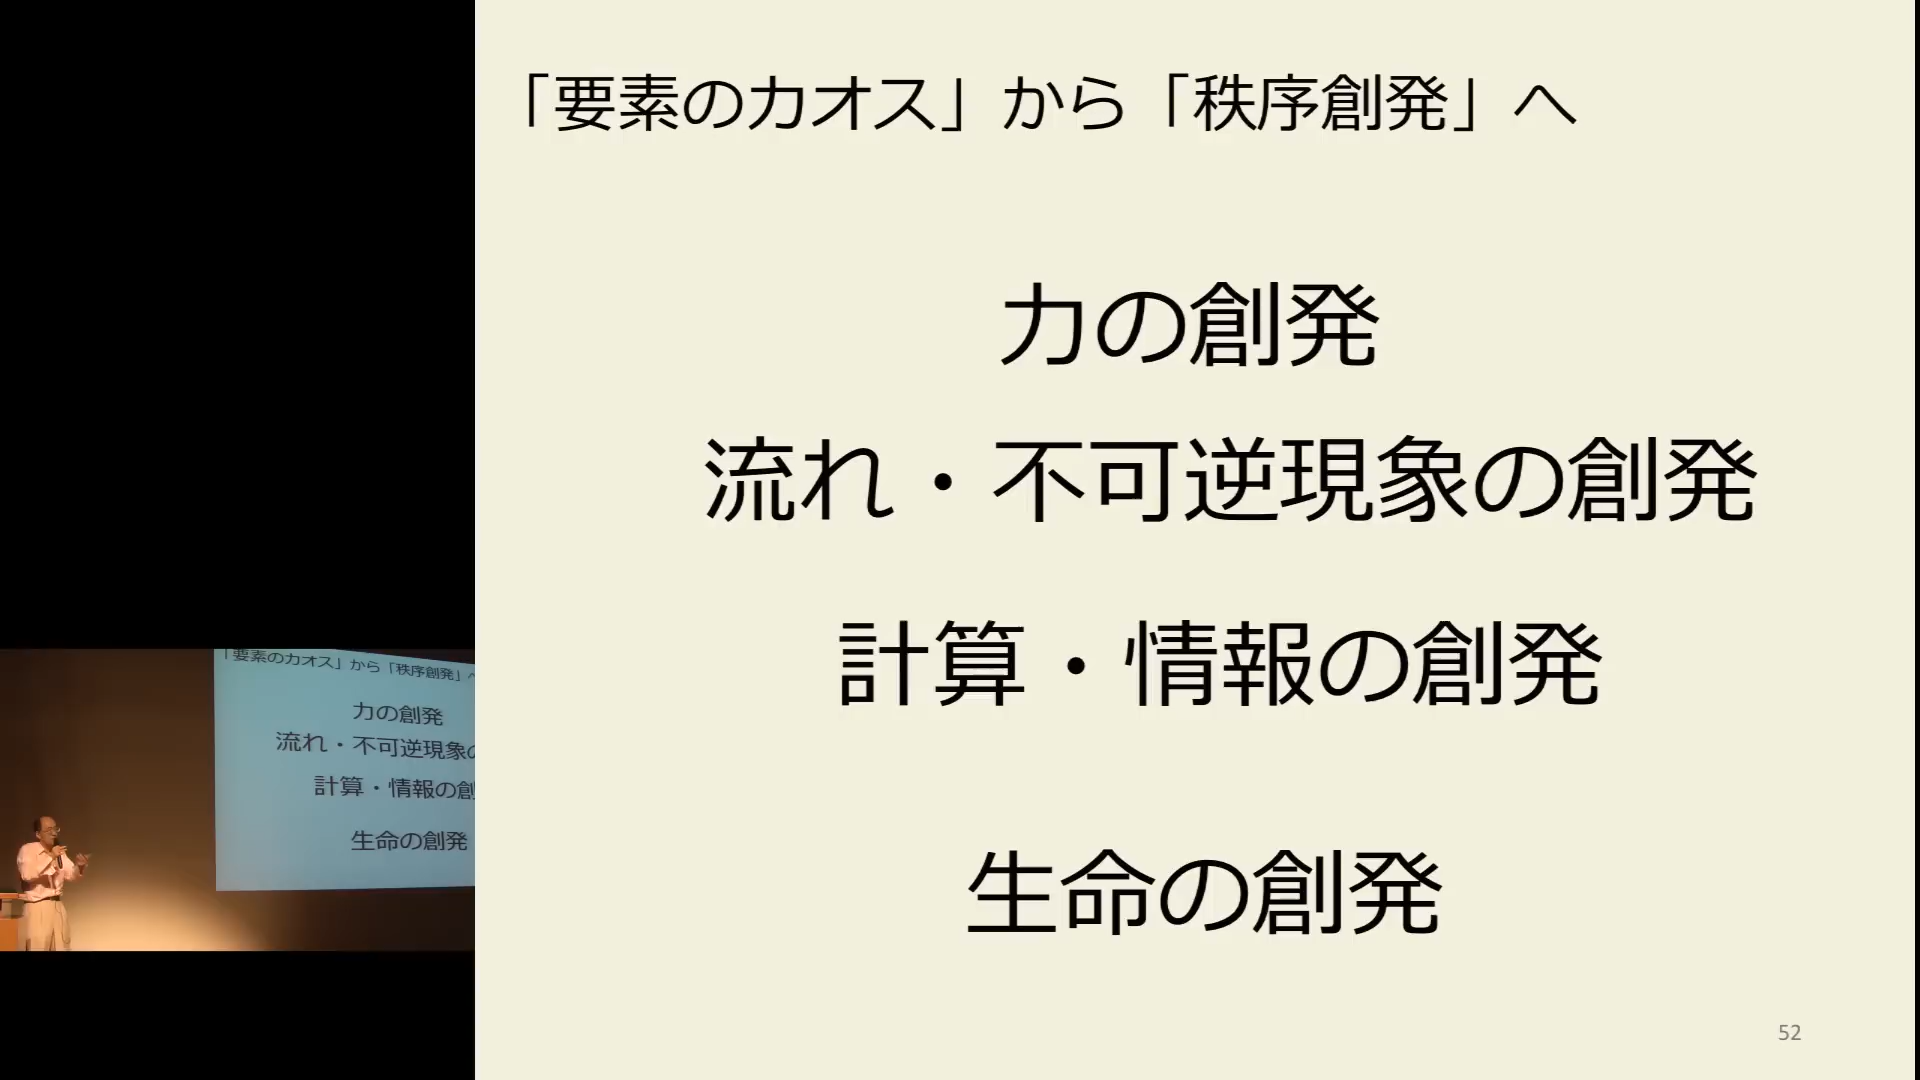 「要素のカオス」から「秩序創発」へ
力の創発
流れ・不可逆現象の創発
計算・情報の創発
生命の創発
52
「要素のカオス」から「秩序創発」へ
力の創発
流れ・不可逆現象の
計算・情報の創
生命の創発